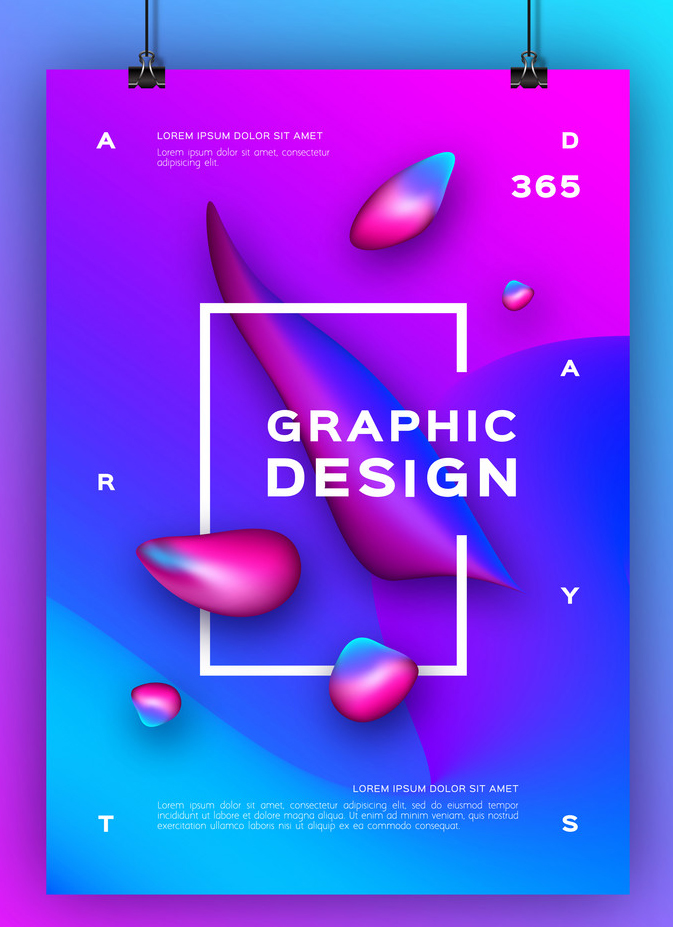 A
LOREM IPSUM DOLOR SIT AMET
Lorem ipsum dolor sit amet, consectetur
adipisicing elit.
D
365
A
GRAPHIC
DESIGN
R
Y
LOREM IPSUM DOLOR SIT AMET
Lorem ipsum dolor sit amet, consectetur adipisicing elit, sed do eiusmod tempor
incididunt ut labore et dolore magna aliqua. Ut enim ad minim veniam, quis nostrud
exercitation ullamco laboris nisi ut aliquip ex ea commodo consequat.
T
S